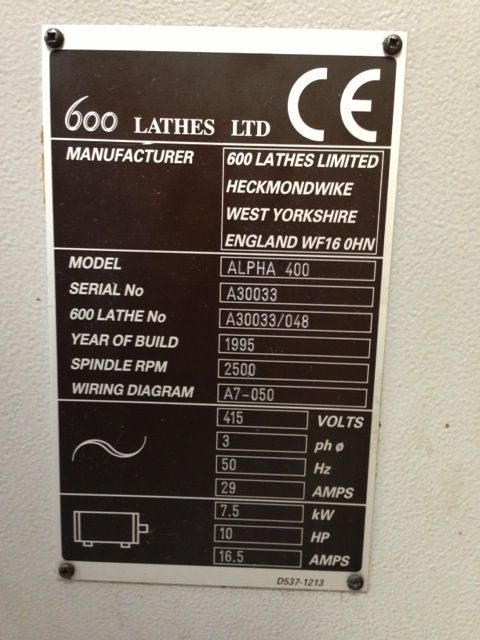 600 LATHES LTD CE
MANUFACTURER 600 LATHES LIMITED
HECKMONDWIKE
WEST YORKSHIRE
ENGLAND WF16 0HN
MODEL ALPHA 400
SERIAL No A30033
600 LATHE No A30033/048
YEAR OF BUILD 1995
SPINDLE RPM 2500
WIRING DIAGRAM A7-050
415 VOLTS
3 ph ø
50 Hz
29 AMPS
7.5 kW
10 HP
16.5 AMPS
D537-1213